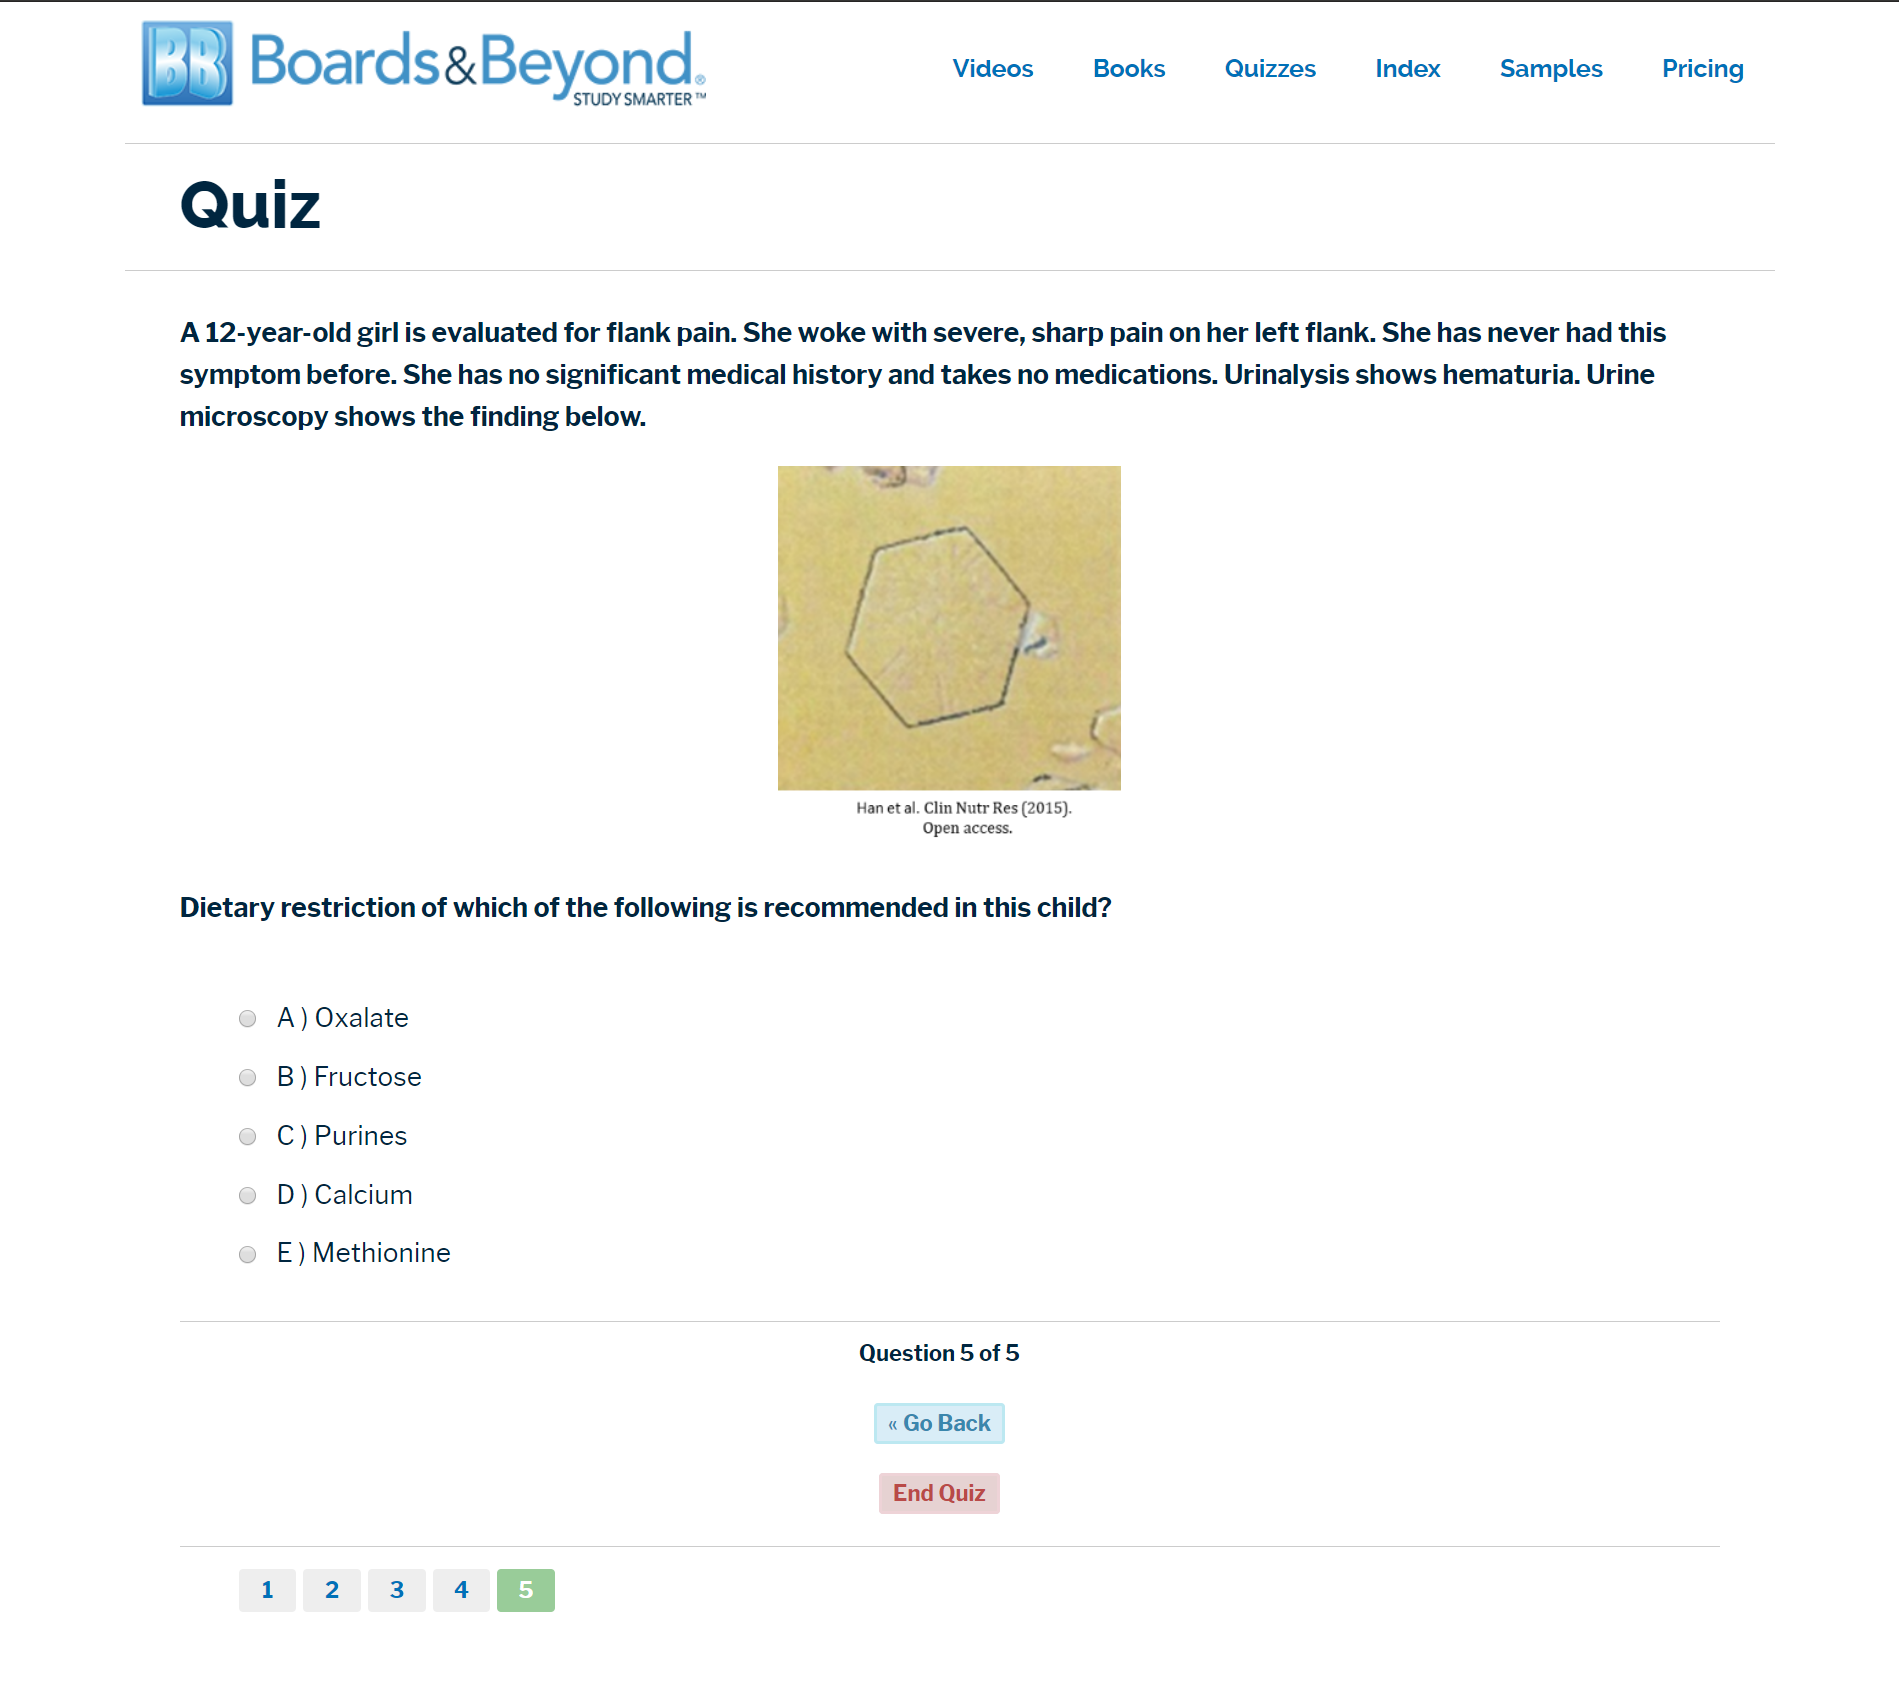 BB Boards&Beyond®
STUDY SMARTER™
Videos Books Quizzes Index Samples Pricing
Quiz
A 12-year-old girl is evaluated for flank pain. She woke with severe, sharp pain on her left flank. She has never had this
symptom before. She has no significant medical history and takes no medications. Urinalysis shows hematuria. Urine
microscopy shows the finding below.
Han et al. Clin Nutr Res (2015).
Open access.
Dietary restriction of which of the following is recommended in this child?
A ) Oxalate
B ) Fructose
C ) Purines
D ) Calcium
E ) Methionine
Question 5 of 5
« Go Back
End Quiz
1 2 3 4 5